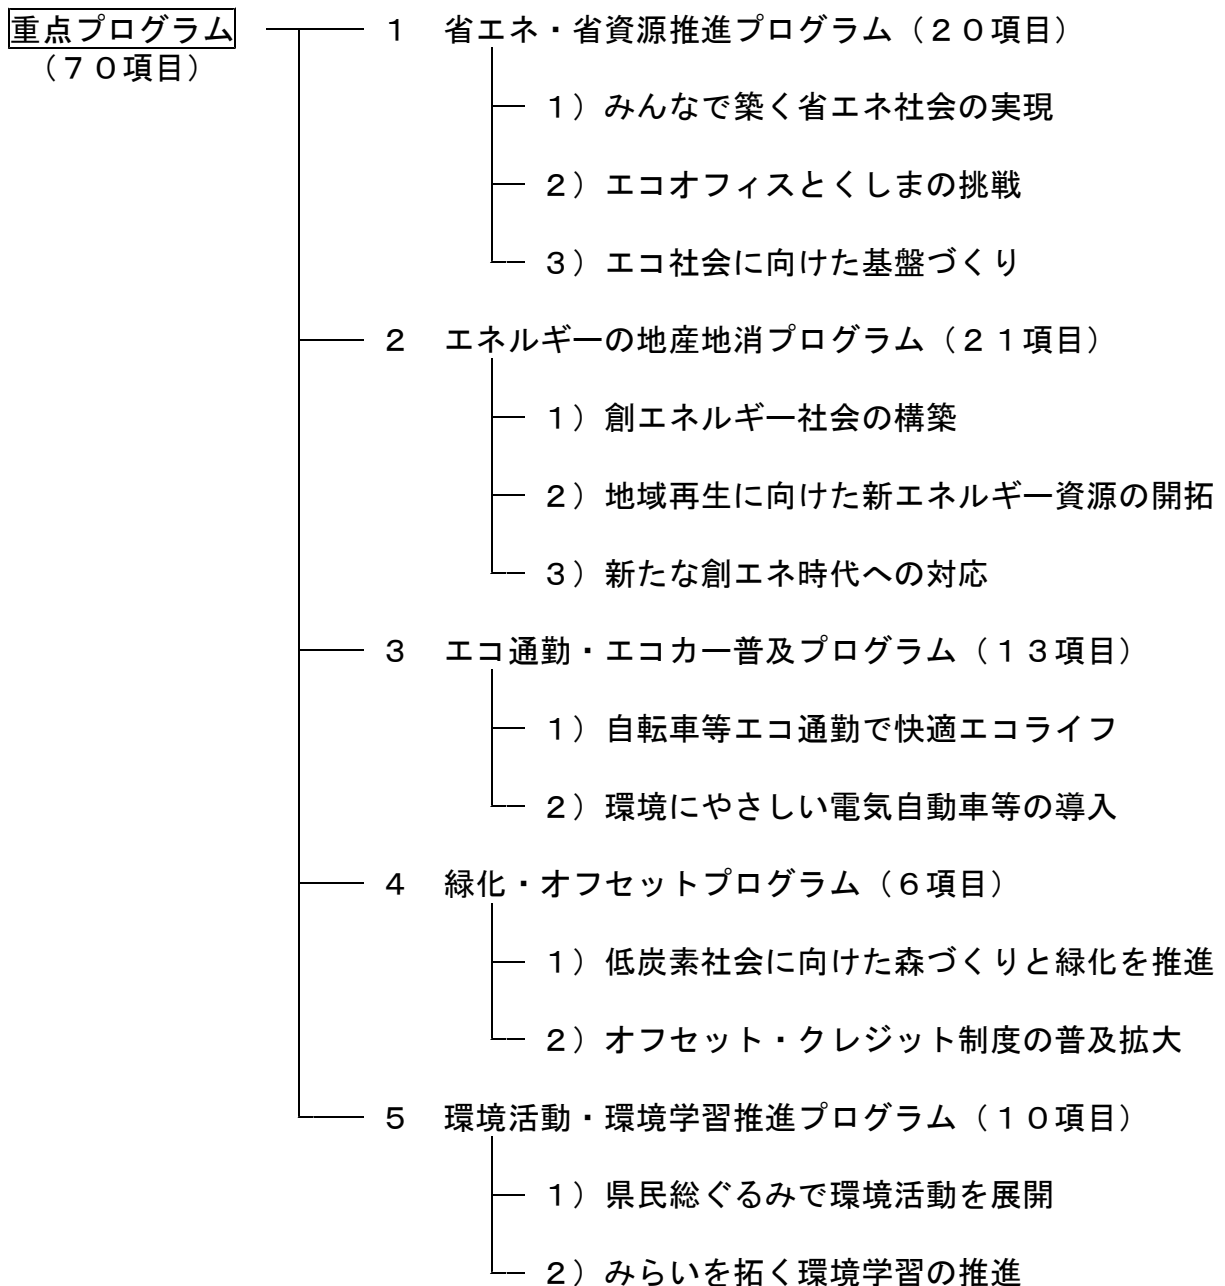 重点プログラム
(70項目)
1 省エネ・省資源推進プログラム(20項目)
1)みんなで築く省エネ社会の実現
2)エコオフィスとくしまの挑戦
3)エコ社会に向けた基盤づくり
2 エネルギーの地産地消プログラム(21項目)
1)創エネルギー社会の構築
2)地域再生に向けた新エネルギー資源の開拓
3)新たな創エネ時代への対応
3 エコ通勤・エコカー普及プログラム(13項目)
1)自転車等エコ通勤で快適エコライフ
2)環境にやさしい電気自動車等の導入
4 緑化・オフセットプログラム(6項目)
1)低炭素社会に向けた森づくりと緑化を推進
2)オフセット・クレジット制度の普及拡大
5 環境活動・環境学習推進プログラム(10項目)
1)県民総ぐるみで環境活動を展開
2)みらいを拓く環境学習の推進